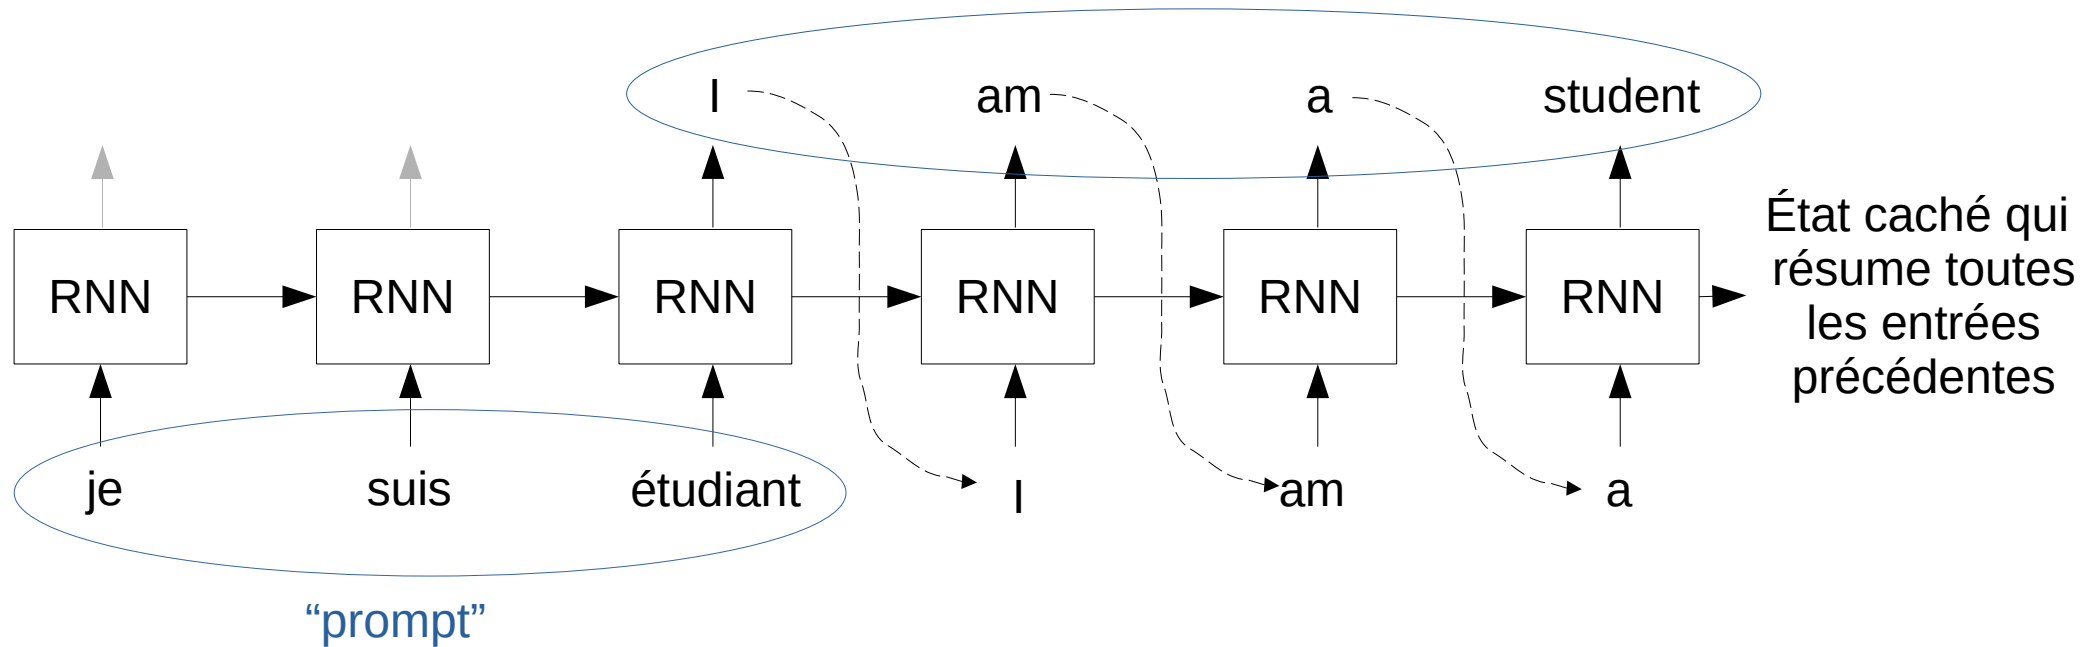 I am a student
RNN RNN RNN RNN RNN RNN
État caché qui
résume toutes
les entrées
précédentes
je suis étudiant I am a
“prompt”